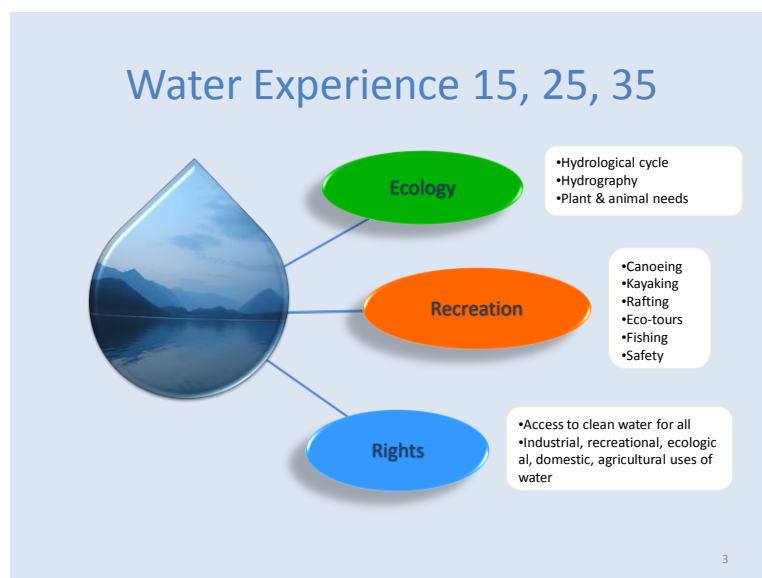 Water Experience 15, 25, 35
Ecology
•Hydrological cycle
•Hydrography
•Plant & animal needs
Recreation
•Canoeing
•Kayaking
•Rafting
•Eco-tours
•Fishing
•Safety
Rights
•Access to clean water for all
•Industrial, recreational, ecologic
al, domestic, agricultural uses of
water
3